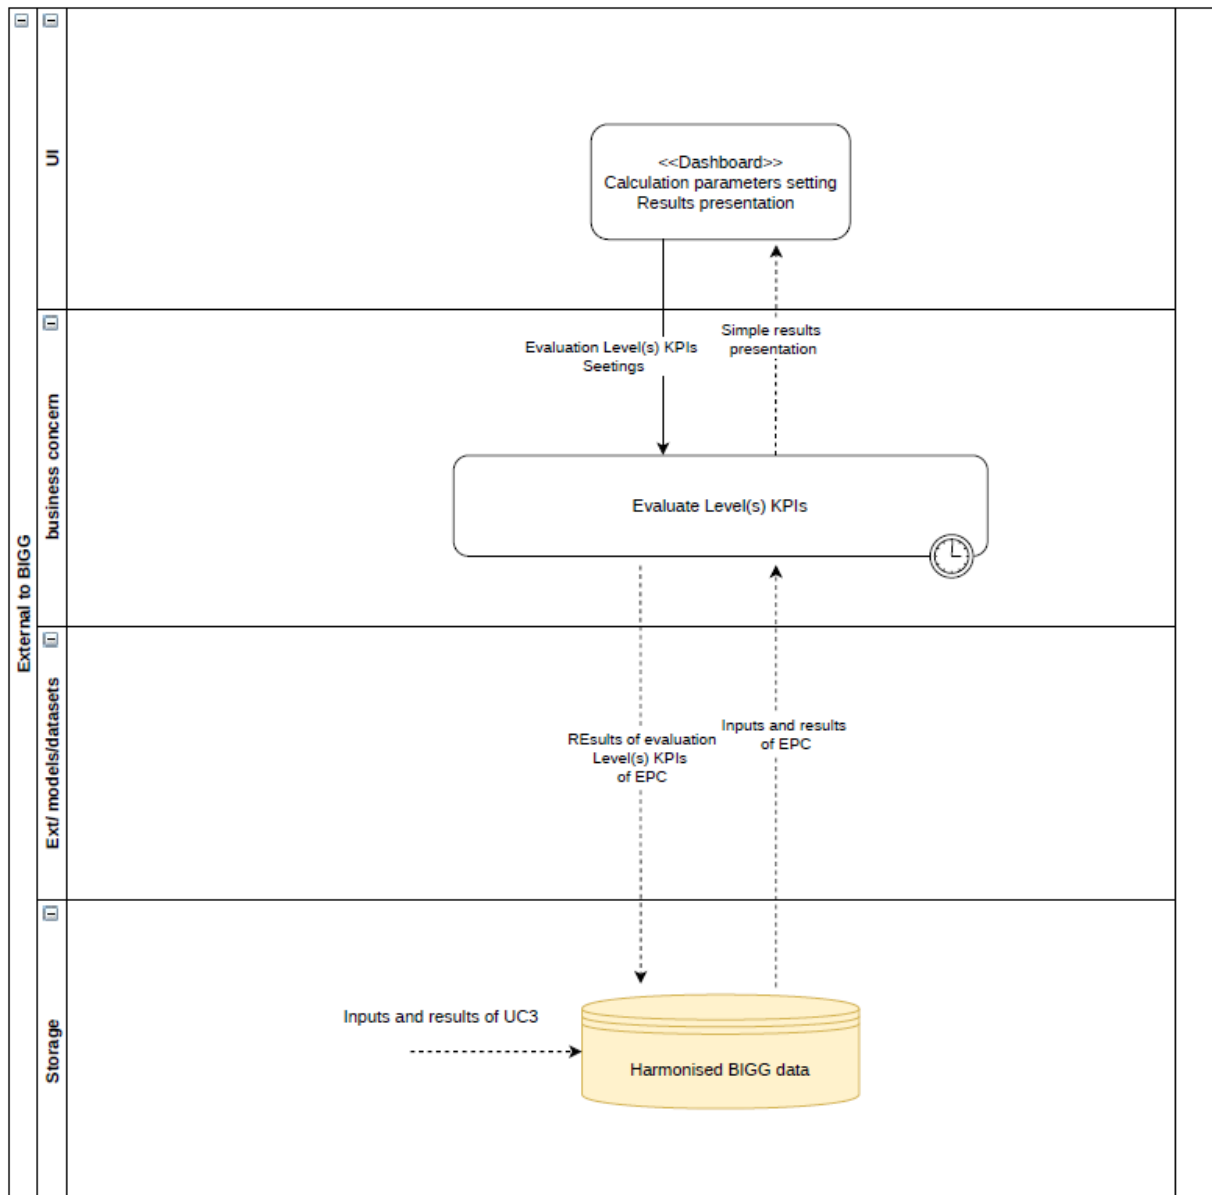 External to BIGG
UI
<<Dashboard>>
Calculation parameters setting
Results presentation
business concern
Evaluation Level(s) KPIs
Seetings
Simple results
presentation
Evaluate Level(s) KPIs
Ext/ models/datasets
REsults of evaluation
Level(s) KPIs
of EPC
Inputs and results
of EPC
Storage
Inputs and results of UC3
Harmonised BIGG data